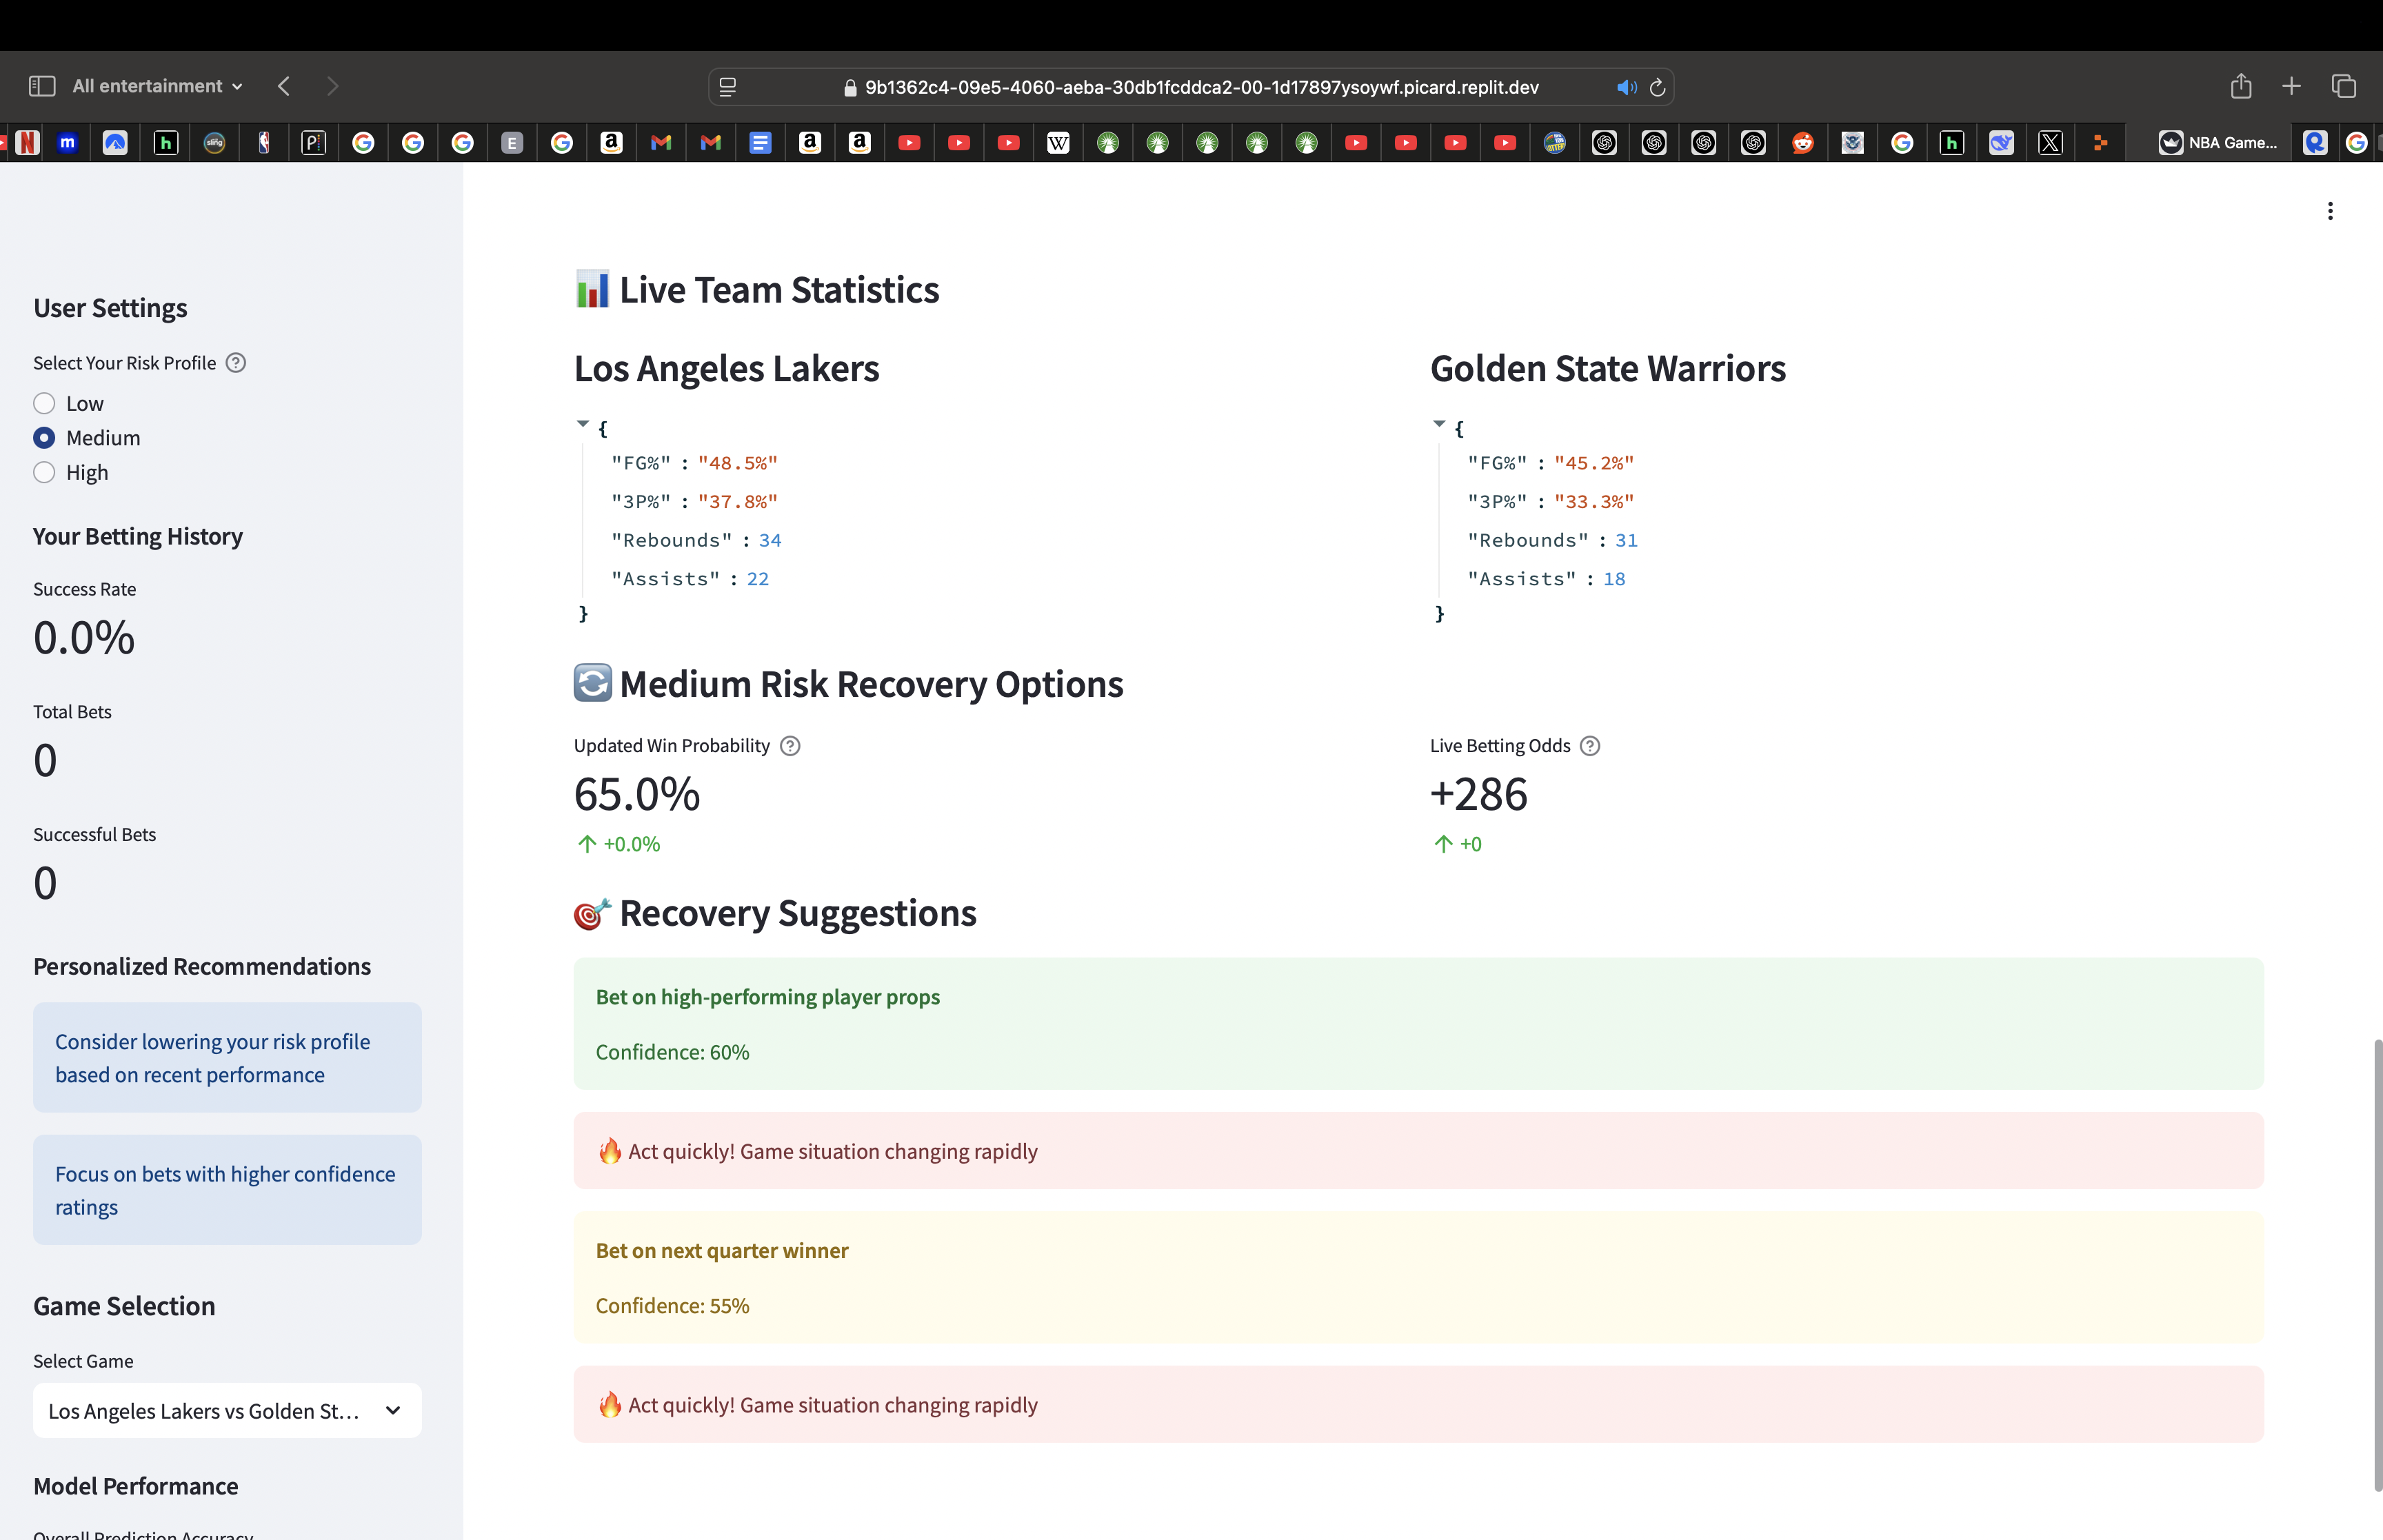 All entertainment
9b1362c4-09e5-4060-aeba-30db1fcddca2-00-1d17897ysoywf.picard.replit.dev
NBA Game...
User Settings
Select Your Risk Profile
Low
Medium
High
Your Betting History
Success Rate
0.0%
Total Bets
0
Successful Bets
0
Personalized Recommendations
Consider lowering your risk profile
based on recent performance
Focus on bets with higher confidence
ratings
Game Selection
Select Game
Los Angeles Lakers vs Golden St...
Model Performance
Overall Prediction Accuracy
Live Team Statistics
Los Angeles Lakers
{
"FG%" : "48.5%"
"3P%" : "37.8%"
"Rebounds" : 34
"Assists" : 22
}
Golden State Warriors
{
"FG%" : "45.2%"
"3P%" : "33.3%"
"Rebounds" : 31
"Assists" : 18
}
Medium Risk Recovery Options
Updated Win Probability
65.0%
+0.0%
Live Betting Odds
+286
+0
Recovery Suggestions
Bet on high-performing player props
Confidence: 60%
🔥 Act quickly! Game situation changing rapidly
Bet on next quarter winner
Confidence: 55%
🔥 Act quickly! Game situation changing rapidly